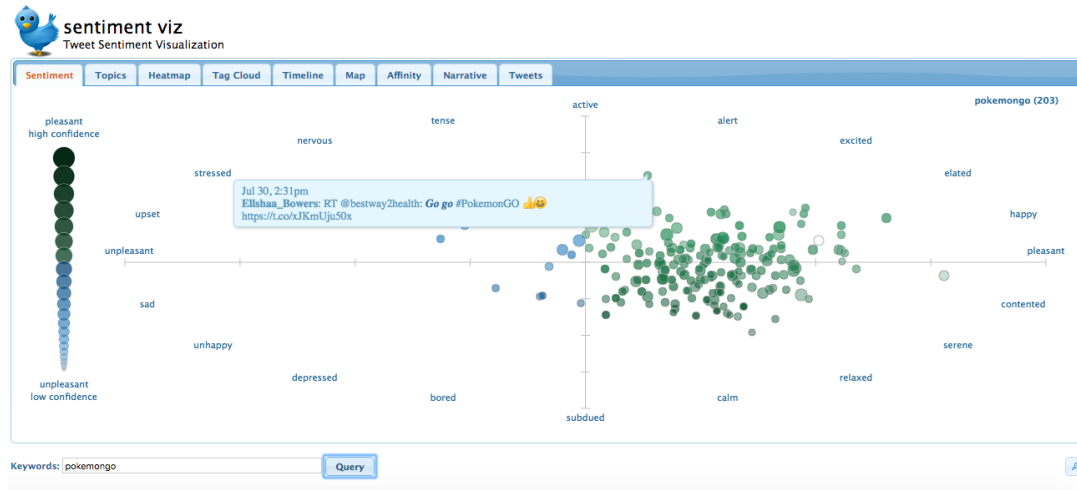 sentiment viz
Tweet Sentiment Visualization
Sentiment Topics Heatmap Tag Cloud Timeline Map Affinity Narrative Tweets
pokemongo (203)
active
pleasant
high confidence
tense
alert
nervous
excited
stressed
elated
Jul 30, 2:31pm
Ellshaa_Bowers: RT @bestway2health: Go go #PokemonGO 👍😄
https://t.co/xJKmUju50x
upset
happy
unpleasant
pleasant
sad
contented
unhappy
serene
depressed
relaxed
unpleasant
low confidence
bored
calm
subdued
Keywords: pokemongo Query